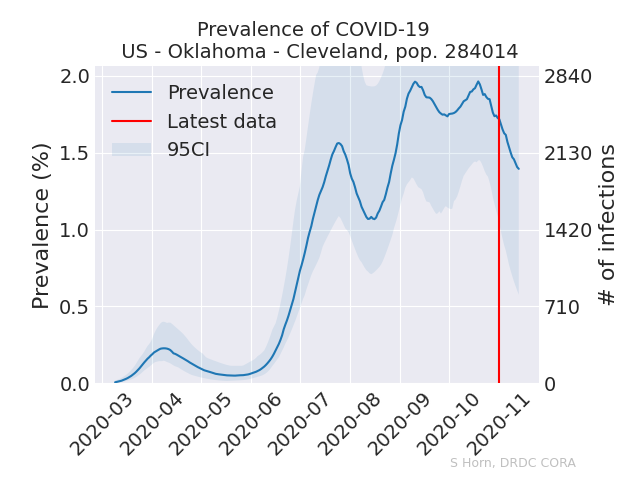 Prevalence of COVID-19
US - Oklahoma - Cleveland, pop. 284014
Prevalence
Latest data
95CI
Prevalence (%)
2.0
1.5
1.0
0.5
0.0
2840
2130
1420
710
0
# of infections
2020-03
2020-04
2020-05
2020-06
2020-07
2020-08
2020-09
2020-10
2020-11
S Horn, DRDC CORA